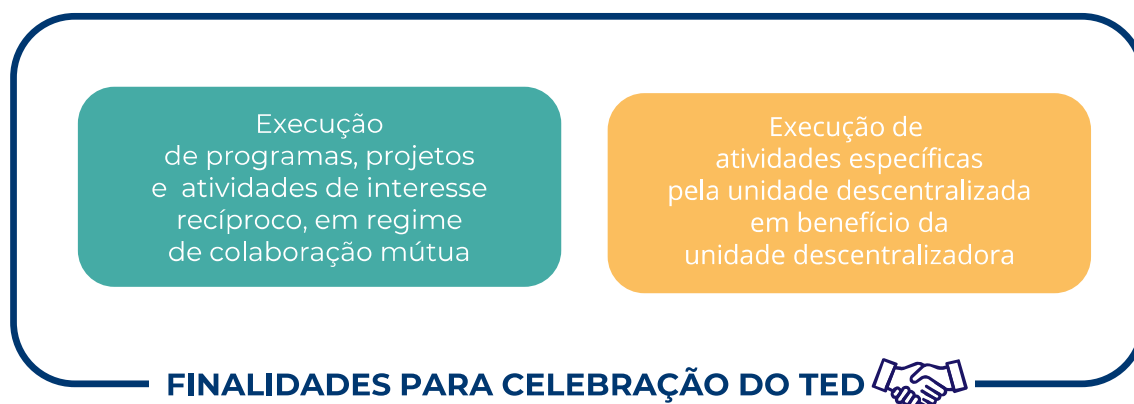 Execução
de programas, projetos
e atividades de interesse
recíproco, em regime
de colaboração mútua
Execução de
atividades específicas
pela unidade descentralizada
em benefício da
unidade descentralizadora
FINALIDADES PARA CELEBRAÇÃO DO TED